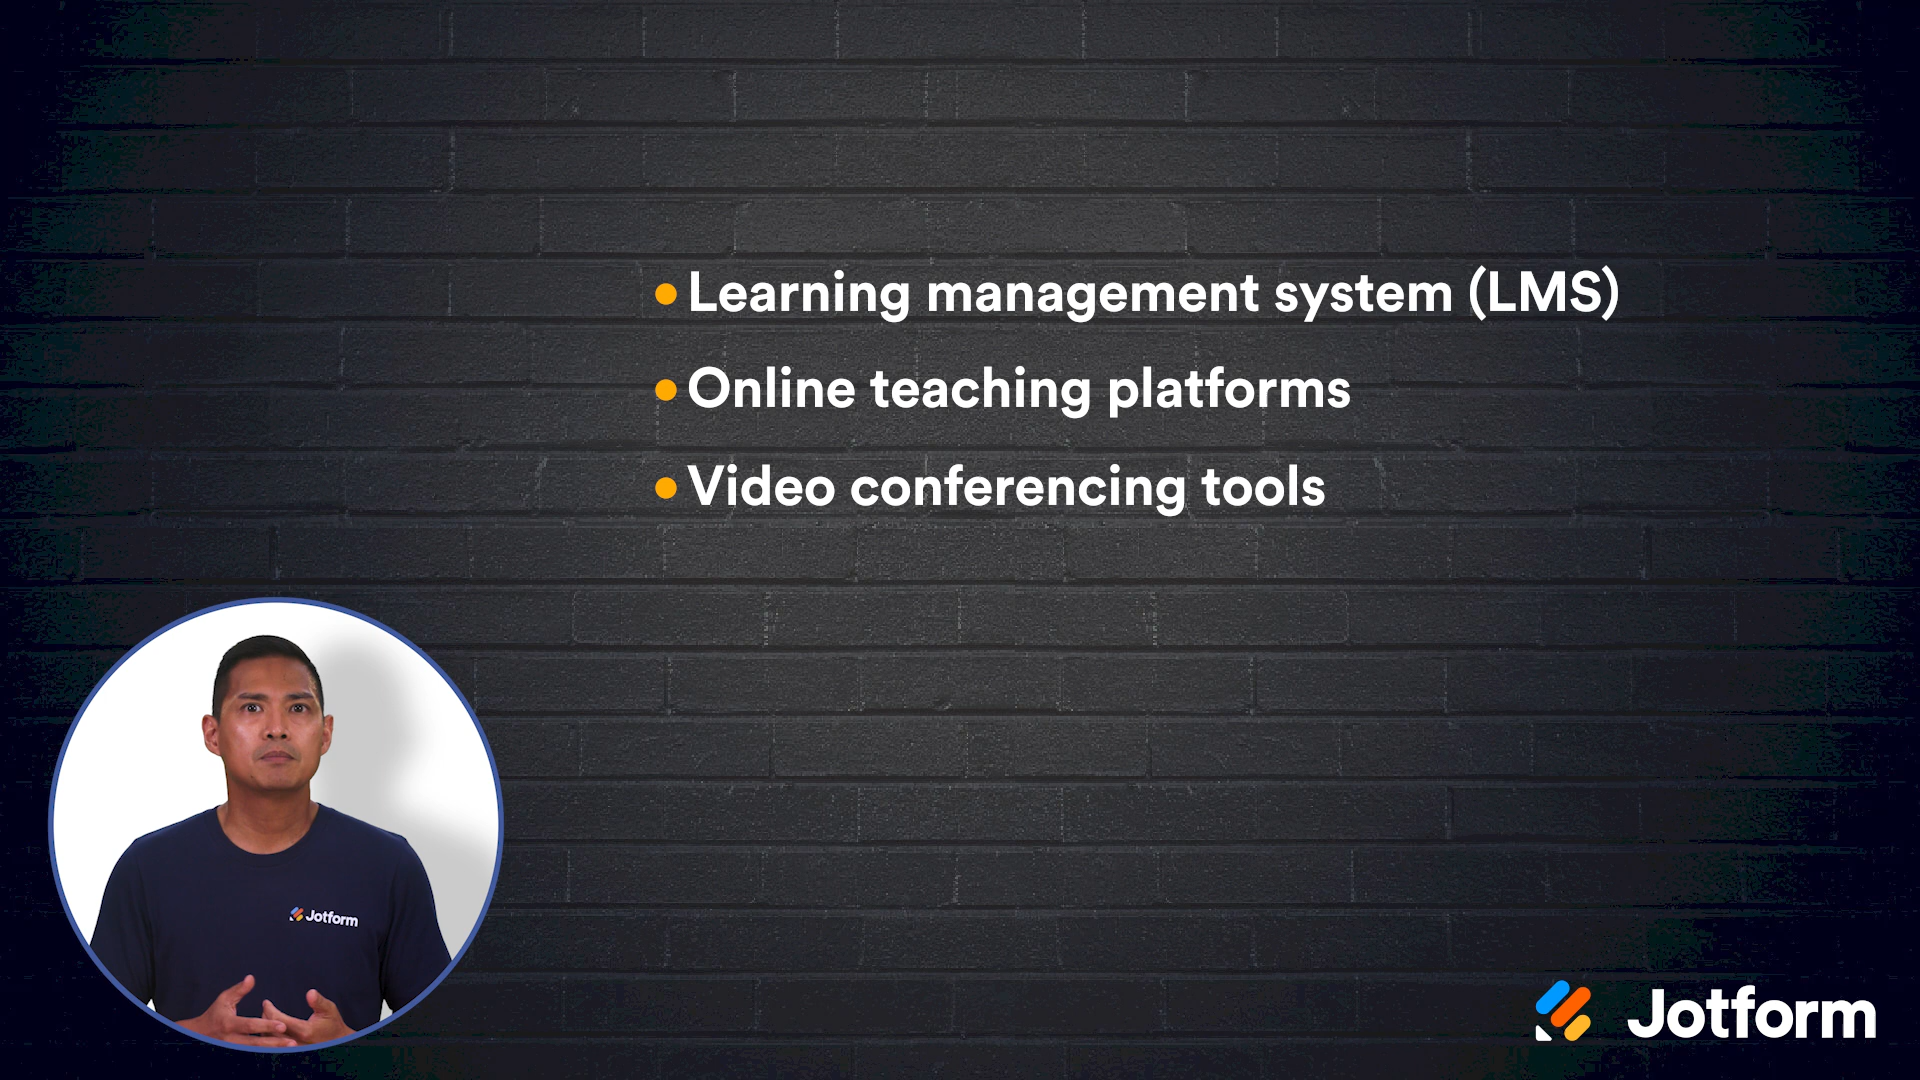 • Learning management system (LMS)
• Online teaching platforms
• Video conferencing tools
Jotform
Jotform